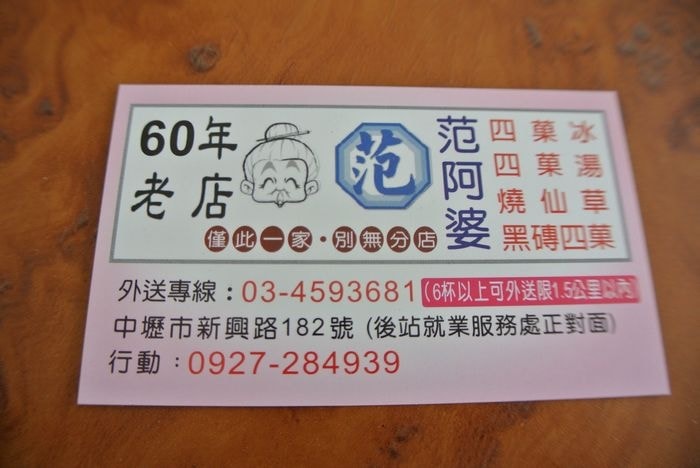 60年
老店
范
范阿婆
四菓冰
四菓湯
燒仙草
黑磚四菓
僅此一家·別無分店
外送專線：03-4593681（6杯以上可外送限1.5公里以內）
中壢市新興路182號（後站就業服務處正對面）
行動：0927-284939